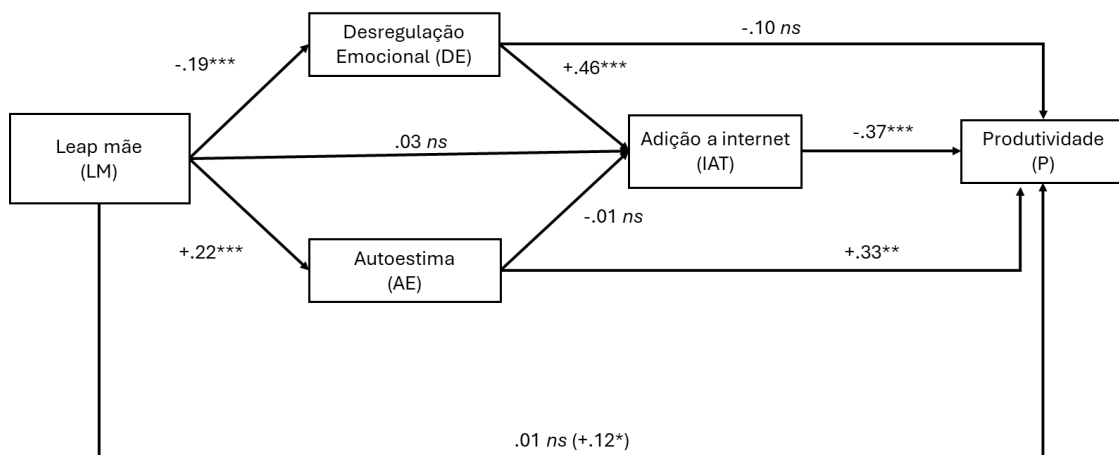 Desregulação
Emocional (DE)
-.10 ns
-.19***
+.46***
Leap mãe
(LM)
.03 ns
Adição a internet
(IAT)
-.37***
Produtividade
(P)
-.01 ns
+.22***
Autoestima
(AE)
+.33**
.01 ns (+.12*)